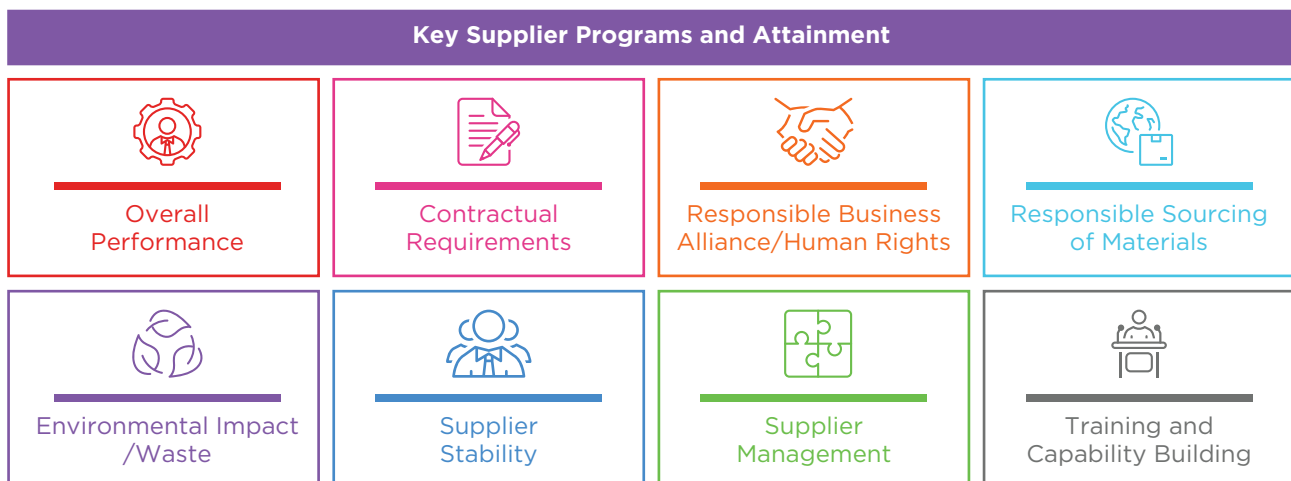 Key Supplier Programs and Attainment
Overall
Performance
Contractual
Requirements
Responsible Business
Alliance/Human Rights
Responsible Sourcing
of Materials
Environmental Impact
/Waste
Supplier
Stability
Supplier
Management
Training and
Capability Building